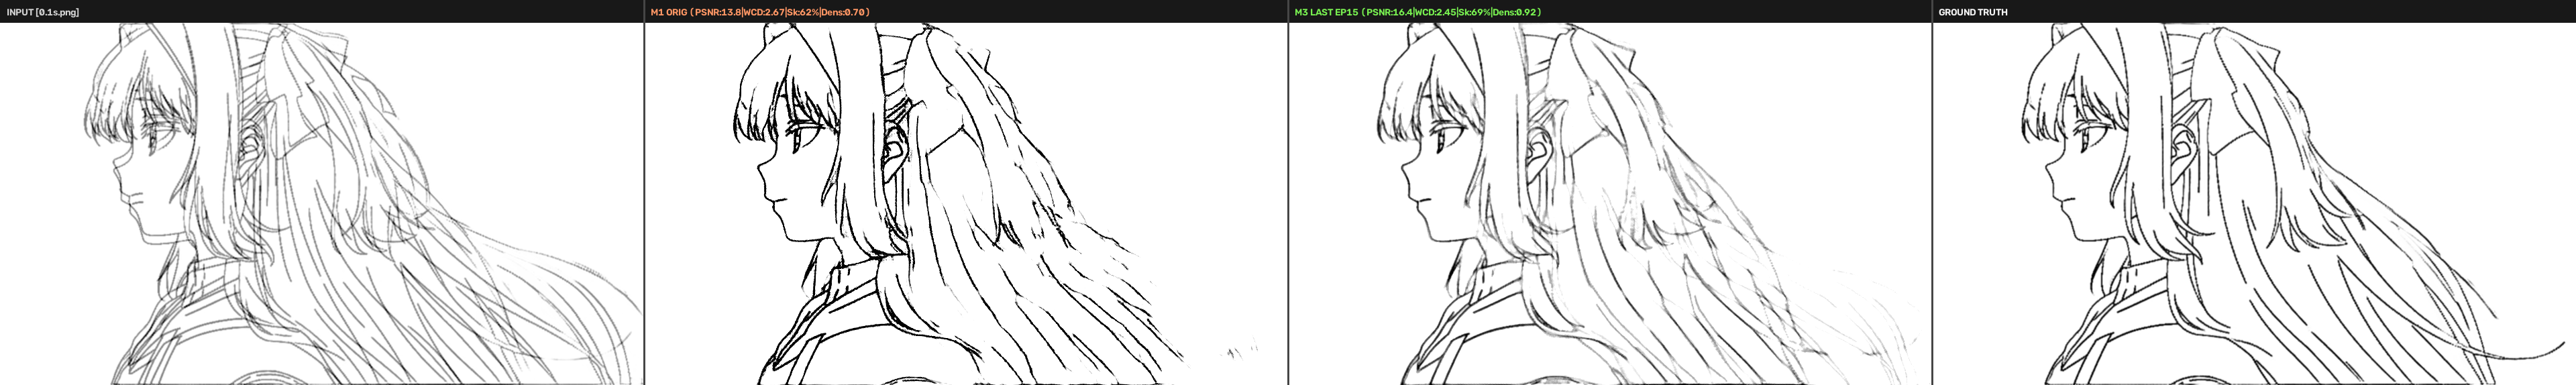 INPUT [0.1s.png]
M1 ORIG (PSNR:13.8|WCD:2.67|Sk:62%|Dens:0.70)
M3 LAST EP15 (PSNR:16.4|WCD:2.45|Sk:69%|Dens:0.92)
GROUND TRUTH